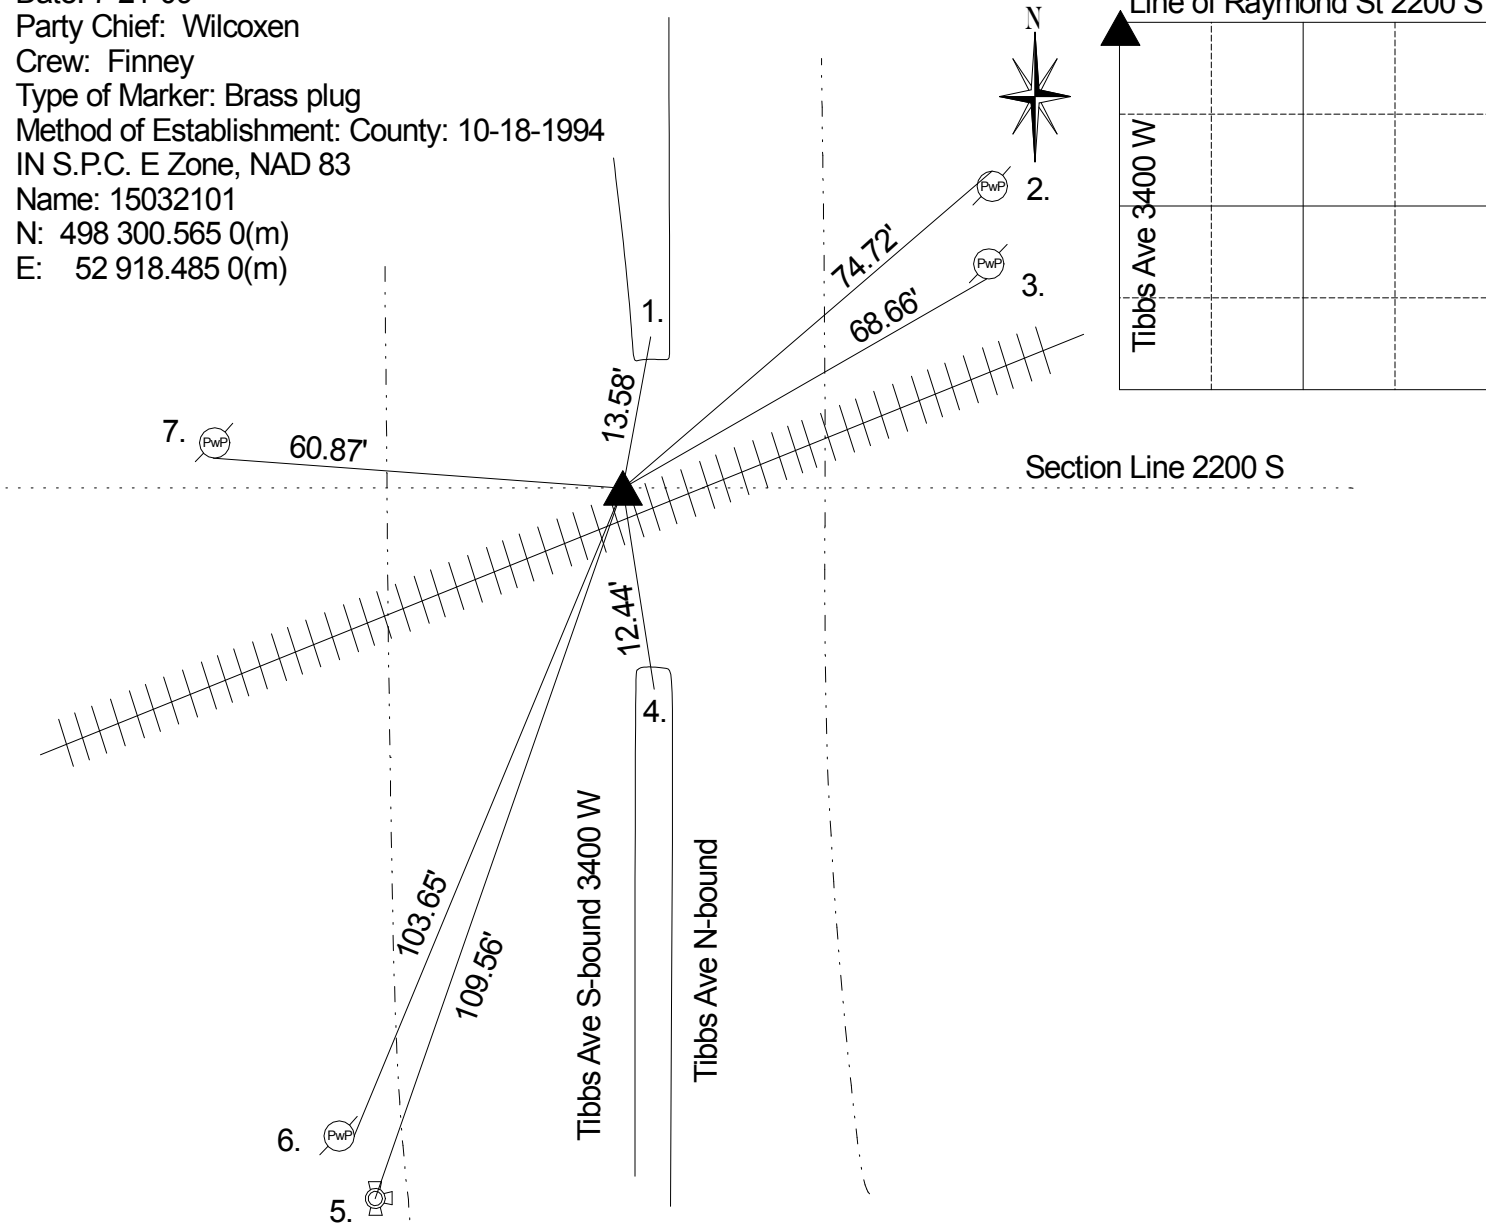 Party Chief: Wilcoxen
Crew: Finney
Type of Marker: Brass plug
Method of Establishment: County: 10-18-1994
IN S.P.C. E Zone, NAD 83
Name: 15032101
N: 498 300.565 0(m)
E: 52 918.485 0(m)
N
Line of Raymond St 2200 S
Tibbs Ave 3400 W
PwP 2.
74.72'
PwP
3.
68.66'
1.
13.58'
7. PwP
60.87'
Section Line 2200 S
12.44'
4.
103.65'
109.56'
Tibbs Ave S-bound 3400 W
Tibbs Ave N-bound
6. PwP
5.